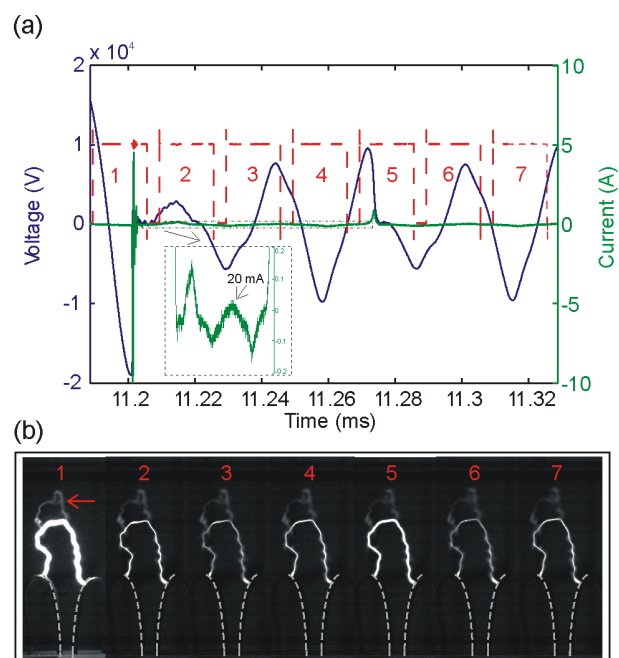 (a)
2 x 10⁴
10
1
5
1 2 3 4 5 6 7
Voltage (V)
Current (A)
0
0
0.2
20 mA
-0
-0.1
-0.2
-1
-5
-2
-10
11.2 11.22 11.24 11.26 11.28 11.3 11.32
Time (ms)
(b)
1 2 3 4 5 6 7